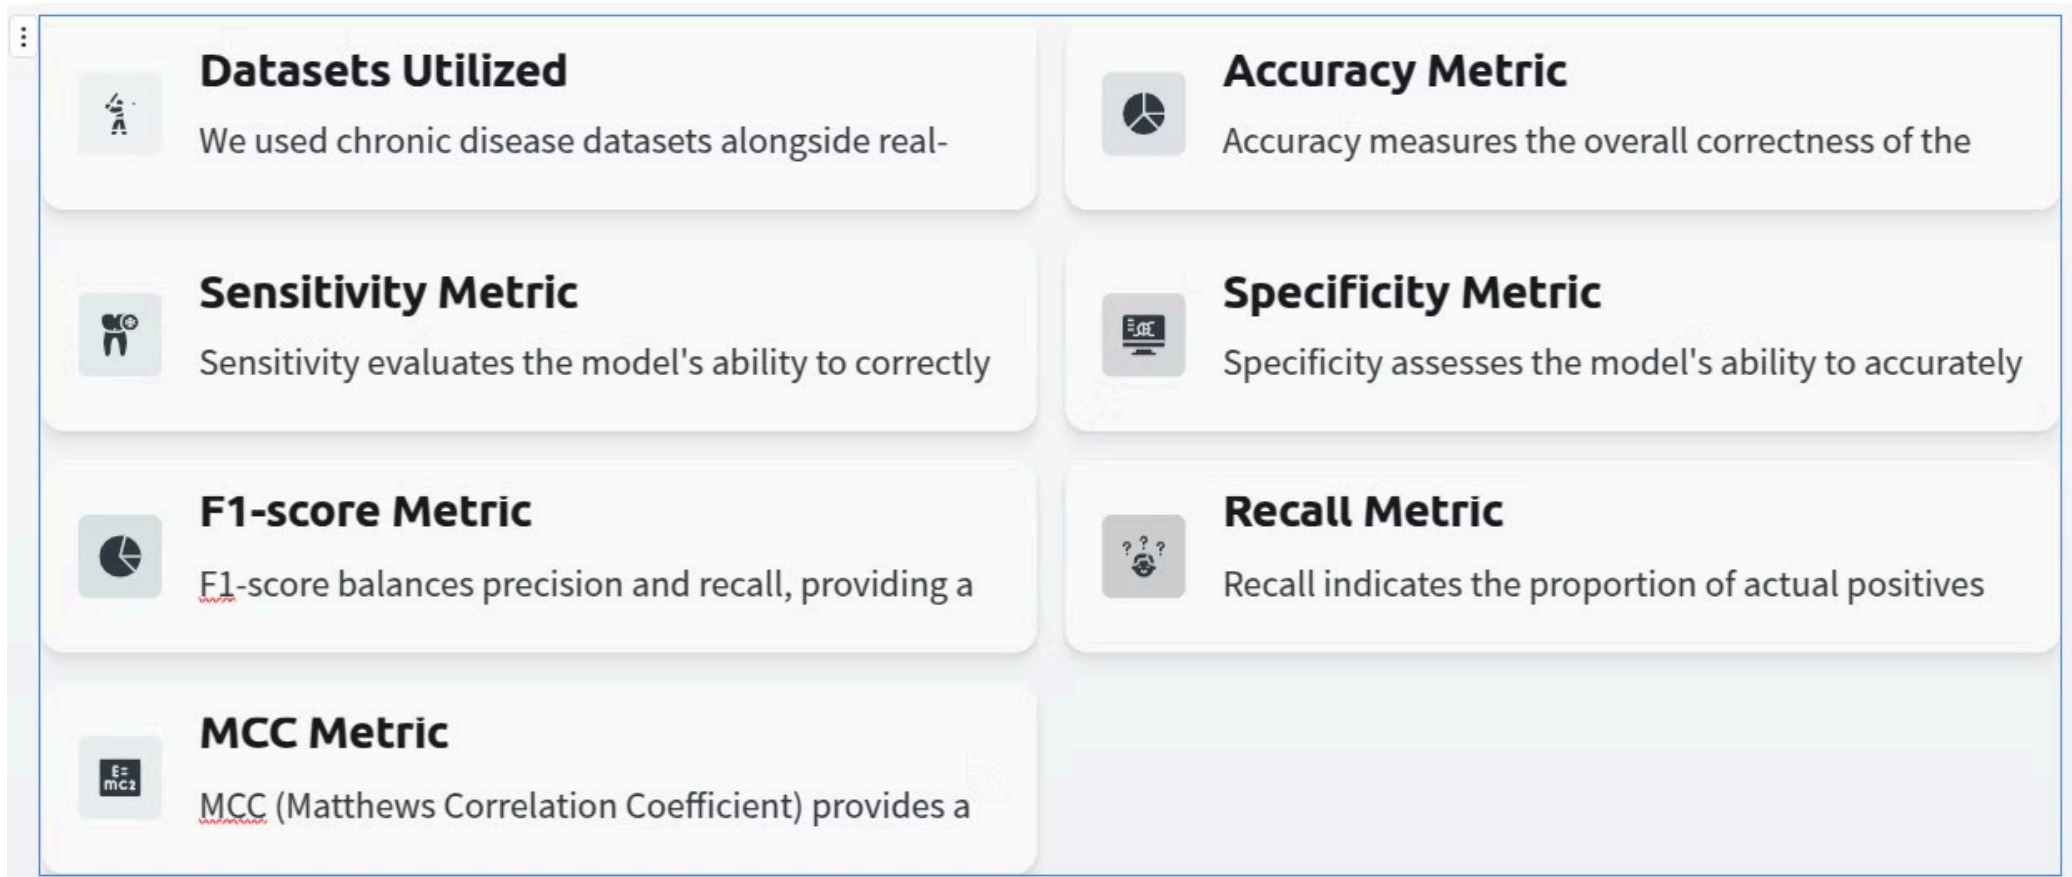 Datasets Utilized
We used chronic disease datasets alongside real-
Accuracy Metric
Accuracy measures the overall correctness of the
Sensitivity Metric
Sensitivity evaluates the model's ability to correctly
Specificity Metric
Specificity assesses the model's ability to accurately
F1-score Metric
F1-score balances precision and recall, providing a
Recall Metric
? ? ?
Recall indicates the proportion of actual positives
MCC Metric
E=
mc2
MCC (Matthews Correlation Coefficient) provides a